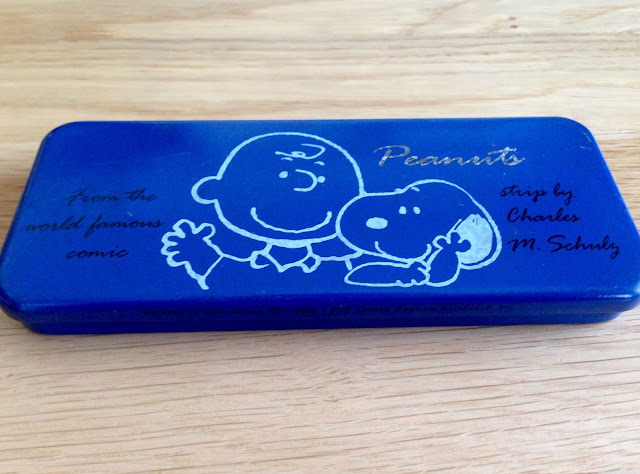 Peanuts
From the
world famous
comic
strip by
Charles
M. Schulz